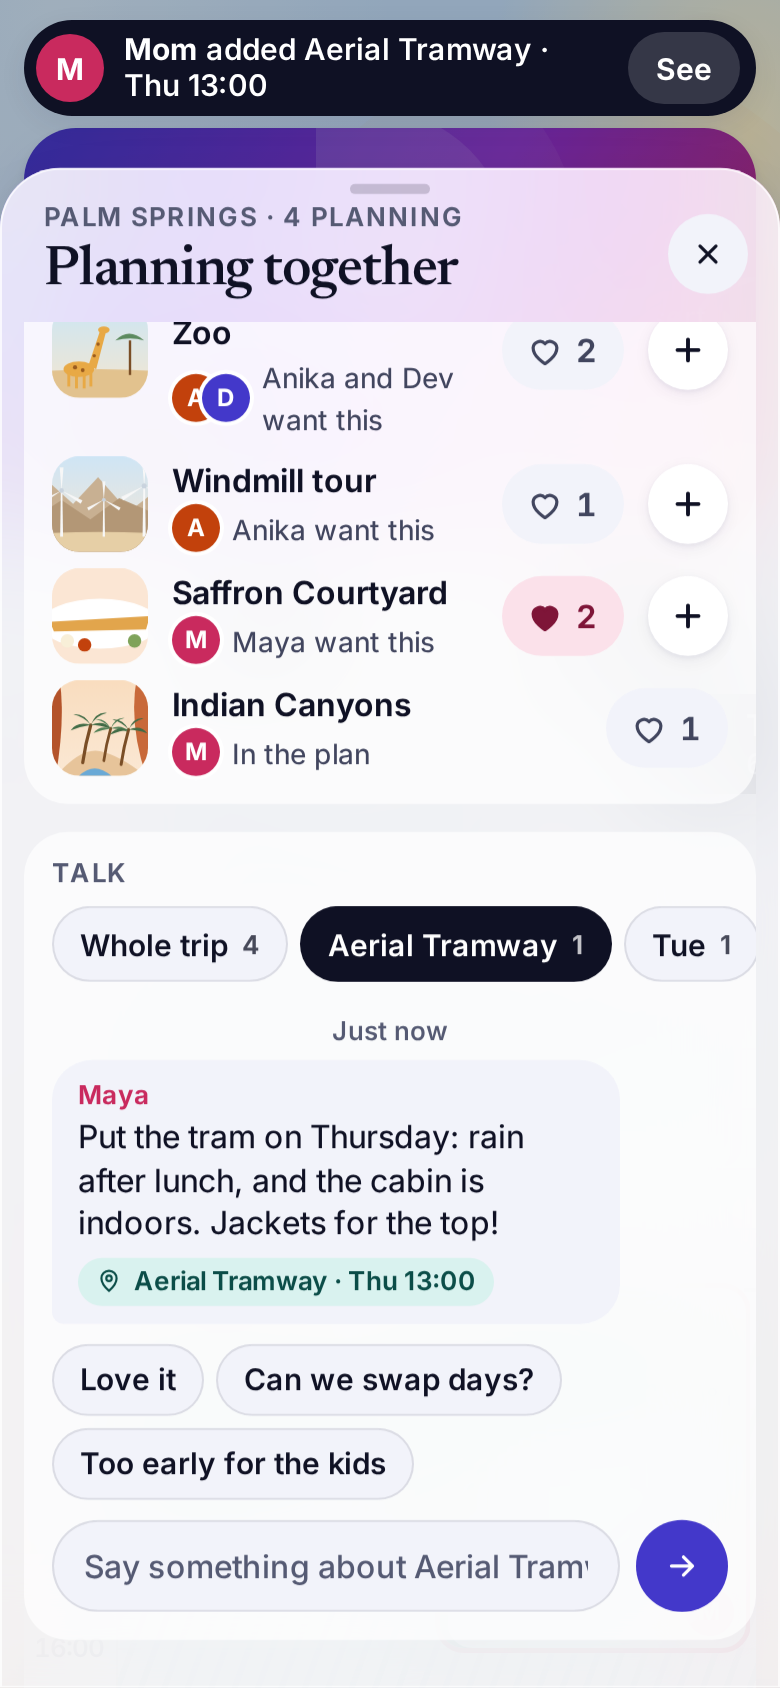 M
Mom added Aerial Tramway ·
Thu 13:00
See
PALM SPRINGS · 4 PLANNING
Planning together
Zoo
2
A D
Anika and Dev
want this
Windmill tour
1
A
Anika want this
Saffron Courtyard
2
M
Maya want this
Indian Canyons
1
M
In the plan
TALK
Whole trip 4
Aerial Tramway 1
Tue 1
Just now
Maya
Put the tram on Thursday: rain
after lunch, and the cabin is
indoors. Jackets for the top!
Aerial Tramway · Thu 13:00
Love it
Can we swap days?
Too early for the kids
Say something about Aerial Tram
16:00